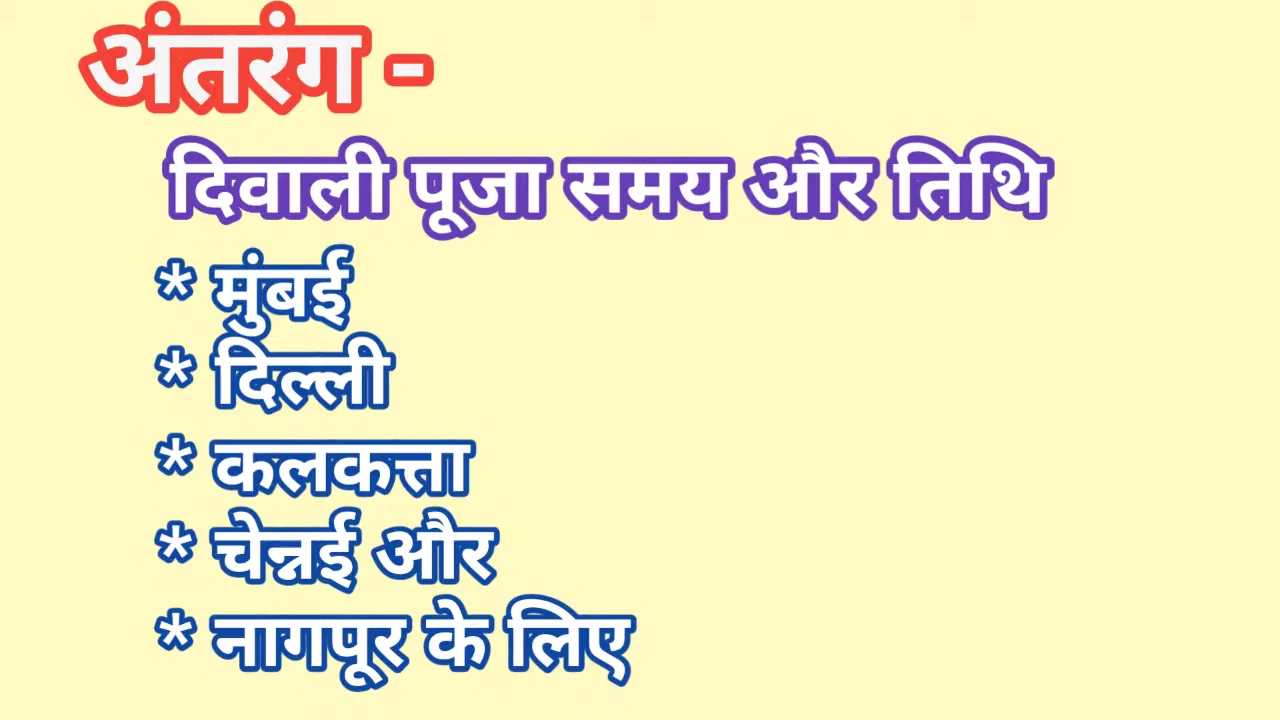 अंतरंग -
दिवाली पूजा समय और तिथि
* मुंबई
* दिल्ली
* कलकत्ता
* चेन्नई और
* नागपूर के लिए